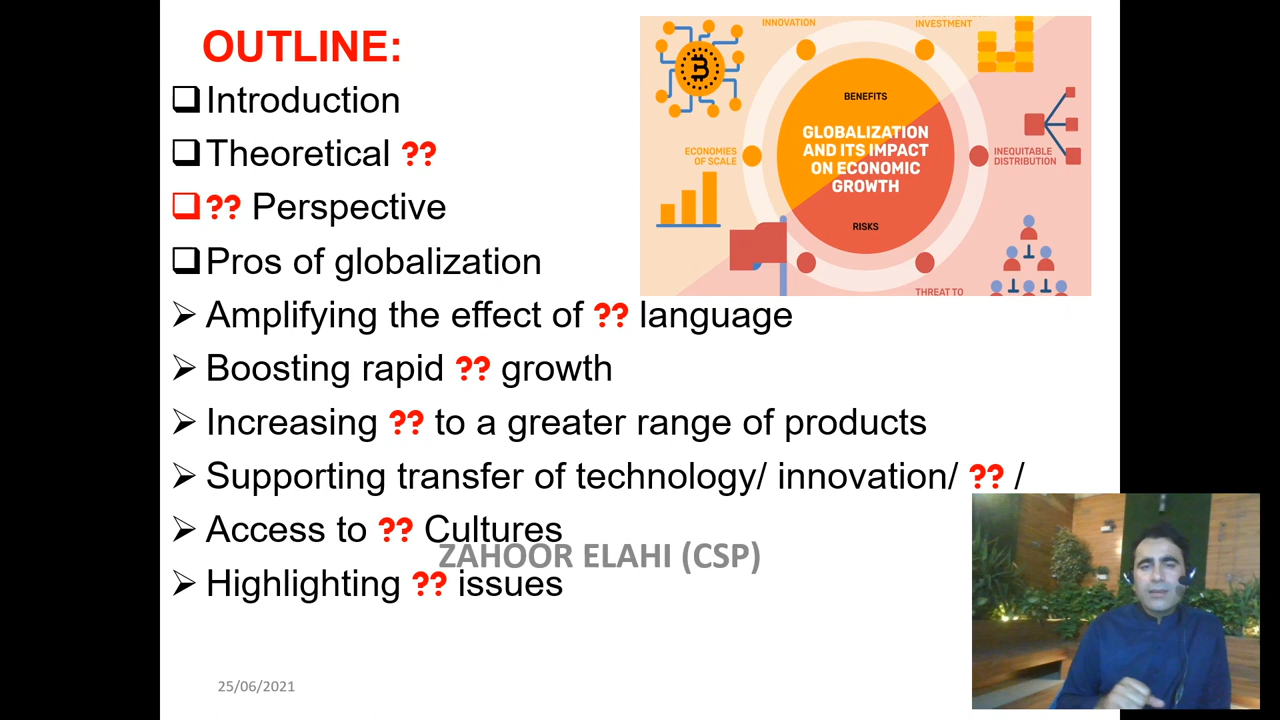 OUTLINE:
Introduction
Theoretical ??
?? Perspective
Pros of globalization
Amplifying the effect of ?? language
Boosting rapid ?? growth
Increasing ?? to a greater range of products
Supporting transfer of technology/ innovation/ ?? /
Access to ?? Cultures
Highlighting ?? issues
ZAHOOR ELAHI (CSP)
25/06/2021
INNOVATION
INVESTMENT
BENEFITS
GLOBALIZATION
AND ITS IMPACT
ON ECONOMIC
GROWTH
RISKS
ECONOMIES
OF SCALE
INEQUITABLE
DISTRIBUTION
THREAT TO